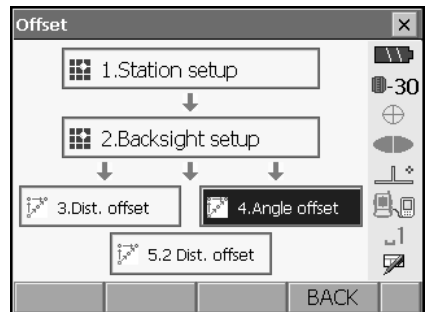 Offset
1.Station setup
-30
2.Backsight setup
3.Dist. offset
4.Angle offset
1
5.2 Dist. offset
BACK